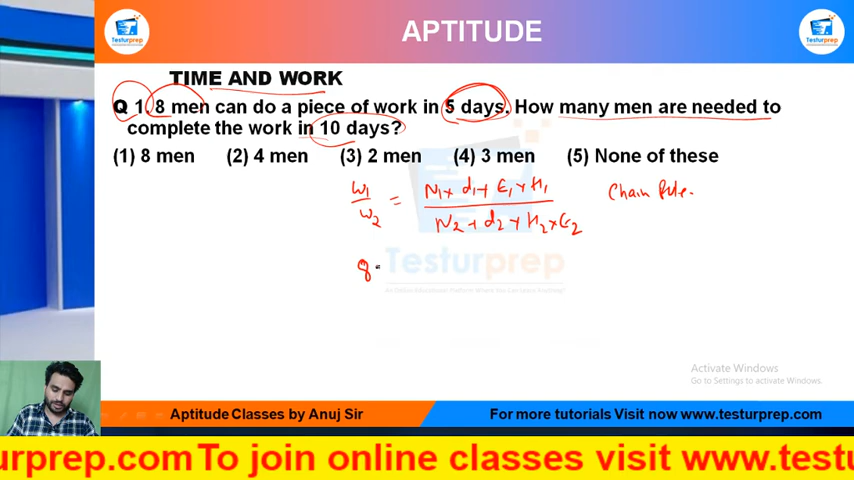 Testurprep
APTITUDE
Testurprep
TIME AND WORK
Q 1. 8 men can do a piece of work in 5 days. How many men are needed to
complete the work in 10 days?
(1) 8 men (2) 4 men (3) 2 men (4) 3 men (5) None of these
W1/W2 = N1 x d1 x E1 x H1 / N2 x d2 x H2 x E2
Chain Rule.
Testurprep
8
Activate Windows
Go to Settings to activate Windows.
Aptitude Classes by Anuj Sir For more tutorials Visit now www.testurprep.com
urprep.com To join online classes visit www.testu